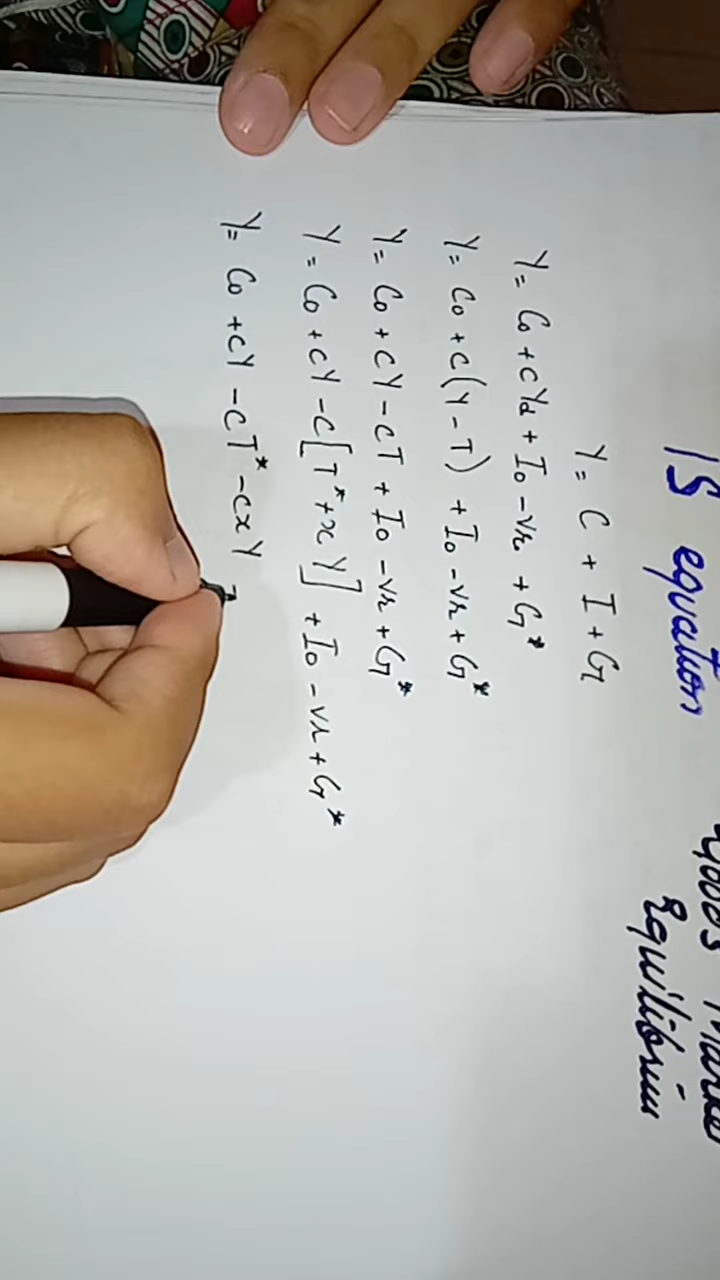 IS equation Goods Market
Equilibrium
Y = C + I + G
Y = C₀ + cYd + I₀ - vr + G*
Y = C₀ + c(Y - T) + I₀ - vr + G*
Y = C₀ + cY - cT + I₀ - vr + G*
Y = C₀ + cY - c[T* + xY] + I₀ - vr + G*
Y = C₀ + cY - cT* - cxY